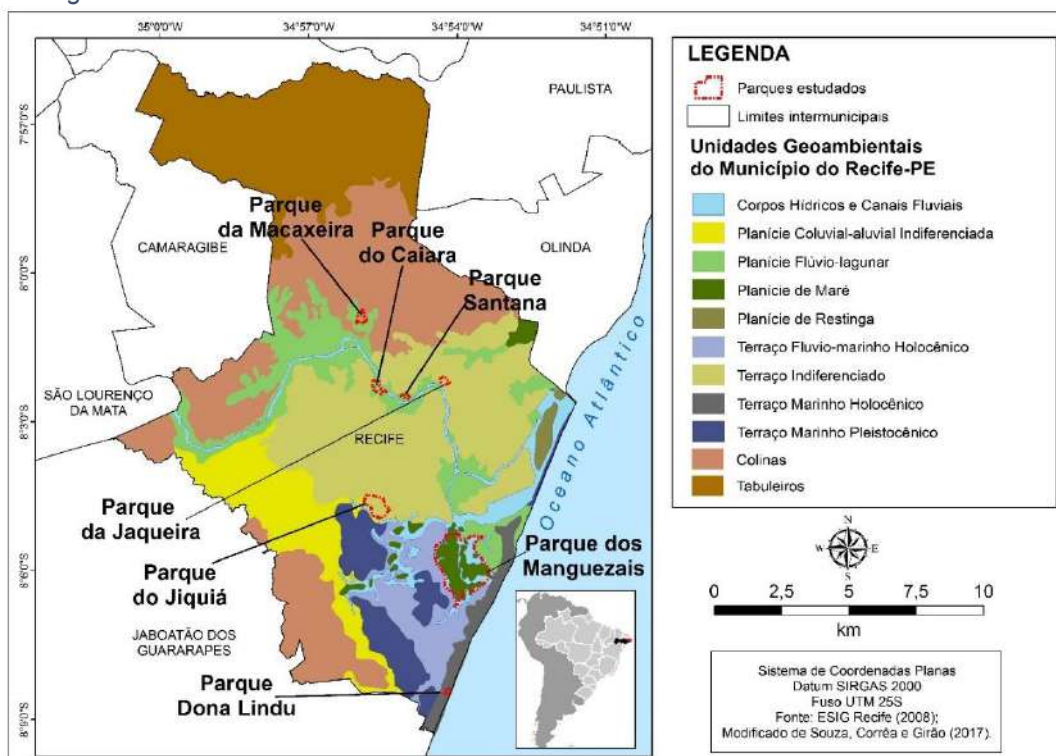 35°0'0"W
34°57'0"W
34°54'0"W
34°51'0"W
7°57'0"S
8°0'0"S
8°3'0"S
8°6'0"S
8°9'0"S
PAULISTA
Parque
da Macaxeira
Parque
do Caiara
CAMARAGIBE
OLINDA
Parque
Santana
SÃO LOURENÇO
DA MATA
RECIFE
Oceano Atlântico
Parque
da Jaqueira
Parque dos
Manguezais
Parque
do Jiquiá
JABOATÃO DOS
GUARARAPES
Parque
Dona Lindu
LEGENDA
Parques estudados
Limites intermunicipais
Unidades Geoambientais
do Município do Recife-PE
Corpos Hídricos e Canais Fluviais
Planície Coluvial-aluvial Indiferenciada
Planície Flúvio-lagunar
Planície de Maré
Planície de Restinga
Terraço Fluvio-marinho Holocênico
Terraço Indiferenciado
Terraço Marinho Holocênico
Terraço Marinho Pleistocênico
Colinas
Tabuleiros
N
W E
S
0 2,5 5 7,5 10
km
Sistema de Coordenadas Planas
Datum SIRGAS 2000
Fuso UTM 25S
Fonte: ESIG Recife (2008);
Modificado de Souza, Corrêa e Girão (2017).